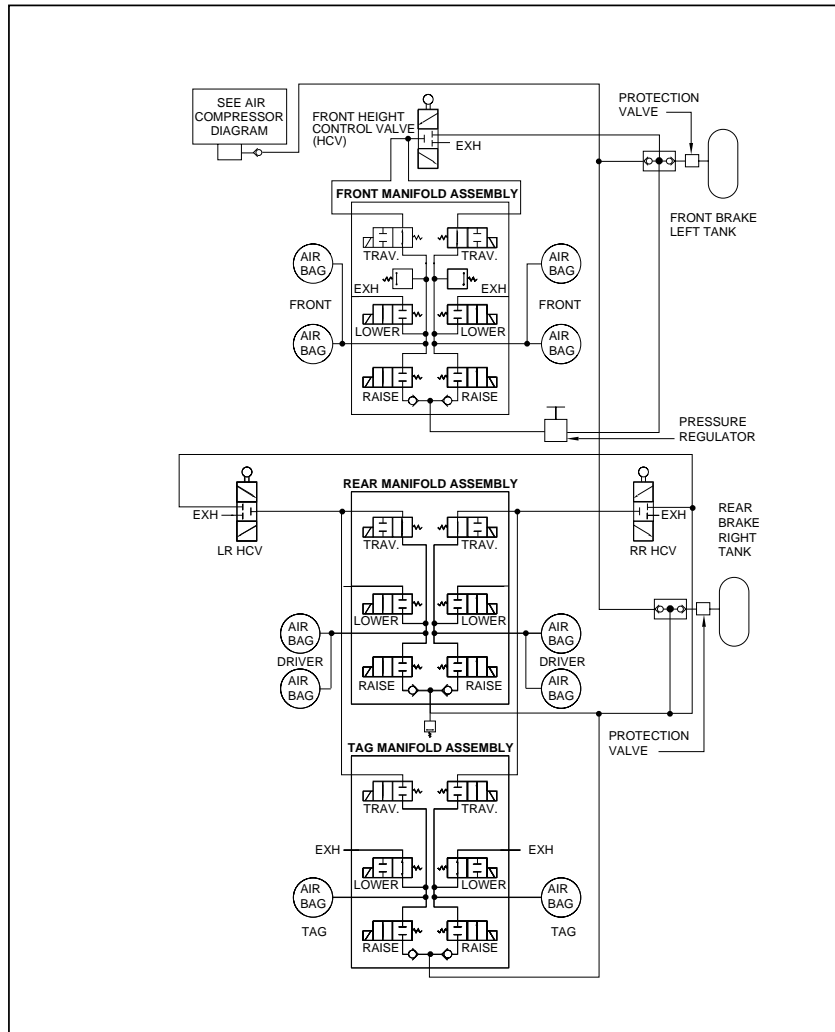 SEE AIR
COMPRESSOR
DIAGRAM
FRONT HEIGHT
CONTROL VALVE
(HCV)
EXH
PROTECTION
VALVE
FRONT BRAKE
LEFT TANK
FRONT MANIFOLD ASSEMBLY
TRAV.
TRAV.
AIR
BAG
AIR
BAG
EXH
EXH
FRONT
FRONT
LOWER
LOWER
AIR
BAG
AIR
BAG
RAISE
RAISE
PRESSURE
REGULATOR
REAR MANIFOLD ASSEMBLY
EXH
LR HCV
TRAV.
TRAV.
EXH
RR HCV
REAR
BRAKE
RIGHT
TANK
LOWER
LOWER
AIR
BAG
AIR
BAG
DRIVER
DRIVER
AIR
BAG
AIR
BAG
RAISE
RAISE
PROTECTION
VALVE
TAG MANIFOLD ASSEMBLY
TRAV.
TRAV.
EXH
EXH
LOWER
LOWER
AIR
BAG
AIR
BAG
TAG
TAG
RAISE
RAISE